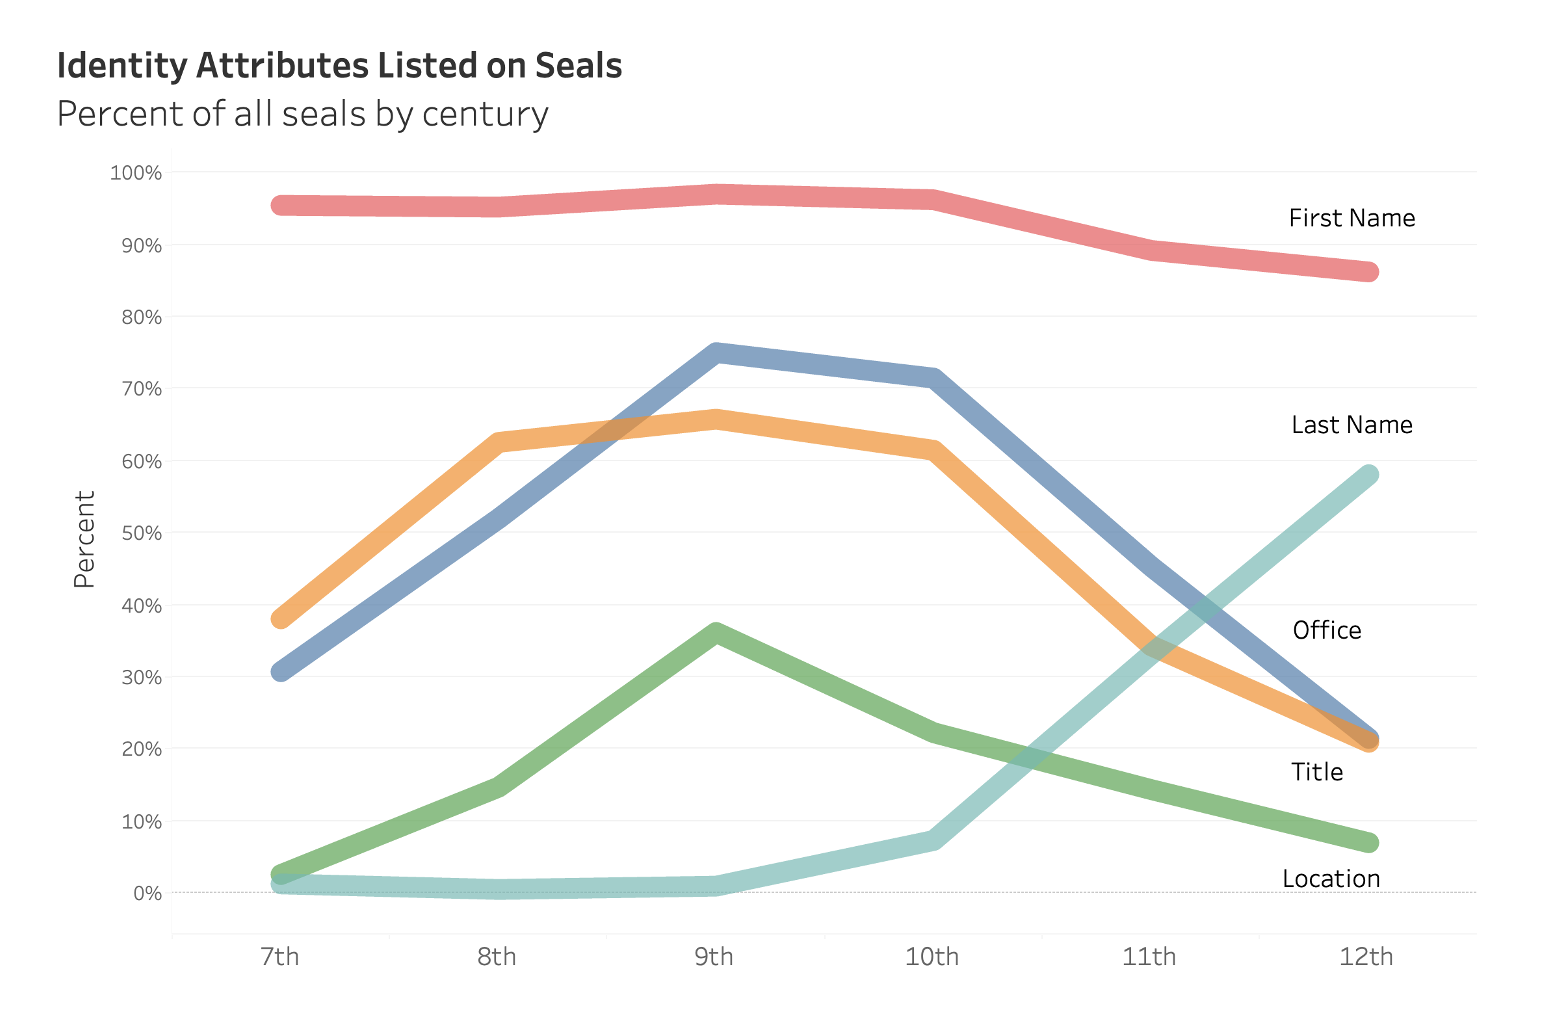 Identity Attributes Listed on Seals
Percent of all seals by century
100%
90%
80%
70%
60%
50%
40%
30%
20%
10%
0%
Percent
First Name
Last Name
Office
Title
Location
7th
8th
9th
10th
11th
12th